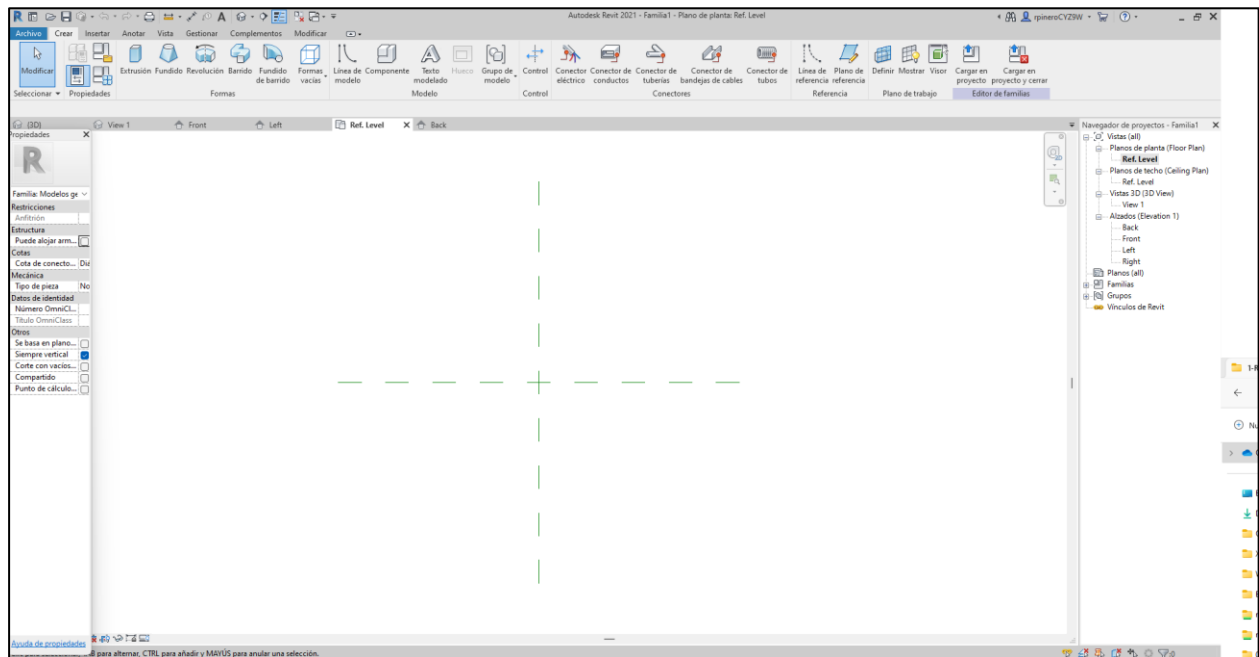 Autodesk Revit 2021 - Familia1 - Plano de planta: Ref. Level
rpineroCYZ9W
Archivo Crear Insertar Anotar Vista Gestionar Complementos Modificar
Modificar
Extrusión Fundido Revolución Barrido Fundido de barrido Formas vacías
Línea de modelo Componente Texto modelado Hueco Grupo de modelo
Control
Conector eléctrico Conector de conductos Conector de tuberías Conector de bandejas de cables Conector de tubos
Línea de referencia Plano de referencia
Definir Mostrar Visor
Cargar en proyecto Cargar en proyecto y cerrar
Seleccionar Propiedades Formas Modelo Control Conectores Referencia Plano de trabajo Editor de familias
(3D) View 1 Front Left Ref. Level Back
Propiedades
R
Familia: Modelos ge
Restricciones
Anfitrión
Estructura
Puede alojar arm...
Cotas
Cota de conecto... Diá
Mecánica
Tipo de pieza No
Datos de identidad
Número OmniCl...
Título OmniClass
Otros
Se basa en plano...
Siempre vertical
Corte con vacíos...
Compartido
Punto de cálculo...
Ayuda de propiedades
para alternar, CTRL para añadir y MAYÚS para anular una selección.
Navegador de proyectos - Familia1
Vistas (all)
Planos de planta (Floor Plan)
Ref. Level
Planos de techo (Ceiling Plan)
Ref. Level
Vistas 3D (3D View)
View 1
Alzados (Elevation 1)
Back
Front
Left
Right
Planos (all)
Familias
Grupos
Vínculos de Revit
:0
Nu